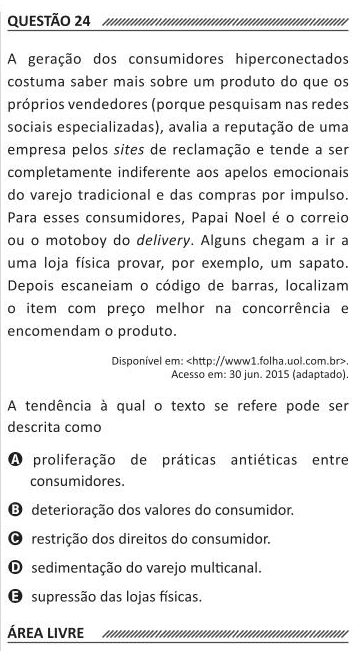 QUESTÃO 24
A geração dos consumidores hiperconectados
costuma saber mais sobre um produto do que os
próprios vendedores (porque pesquisam nas redes
sociais especializadas), avalia a reputação de uma
empresa pelos sites de reclamação e tende a ser
completamente indiferente aos apelos emocionais
do varejo tradicional e das compras por impulso.
Para esses consumidores, Papai Noel é o correio
ou o motoboy do delivery. Alguns chegam a ir a
uma loja física provar, por exemplo, um sapato.
Depois escaneiam o código de barras, localizam
o item com preço melhor na concorrência e
encomendam o produto.
Disponível em: <http://www1.folha.uol.com.br>.
Acesso em: 30 jun. 2015 (adaptado).
A tendência à qual o texto se refere pode ser
descrita como
A proliferação de práticas antiéticas entre
consumidores.
B deterioração dos valores do consumidor.
C restrição dos direitos do consumidor.
D sedimentação do varejo multicanal.
E supressão das lojas físicas.
ÁREA LIVRE